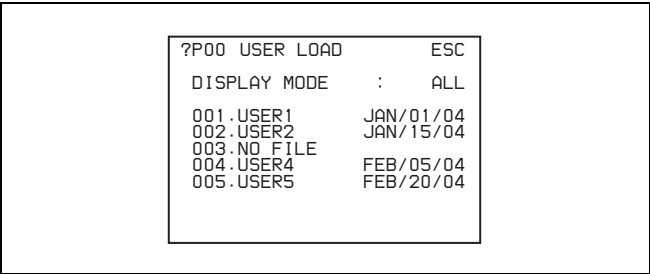 ?P00 USER LOAD ESC
DISPLAY MODE : ALL
001.USER1 JAN/01/04
002.USER2 JAN/15/04
003.NO FILE
004.USER4 FEB/05/04
005.USER5 FEB/20/04